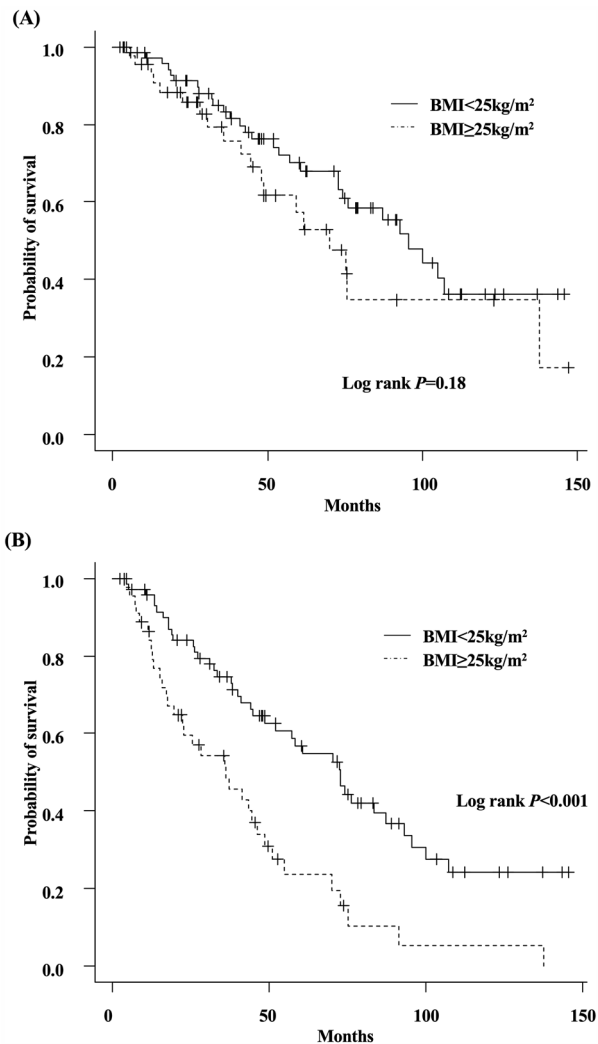 (A)
1.0
BMI<25kg/m²
BMI≥25kg/m²
0.8
0.6
Probability of survival
0.4
Log rank P=0.18
0.2
0.0
0 50 100 150
Months
(B)
1.0
BMI<25kg/m²
BMI≥25kg/m²
0.8
0.6
Probability of survival
Log rank P<0.001
0.4
0.2
0.0
0 50 100 150
Months